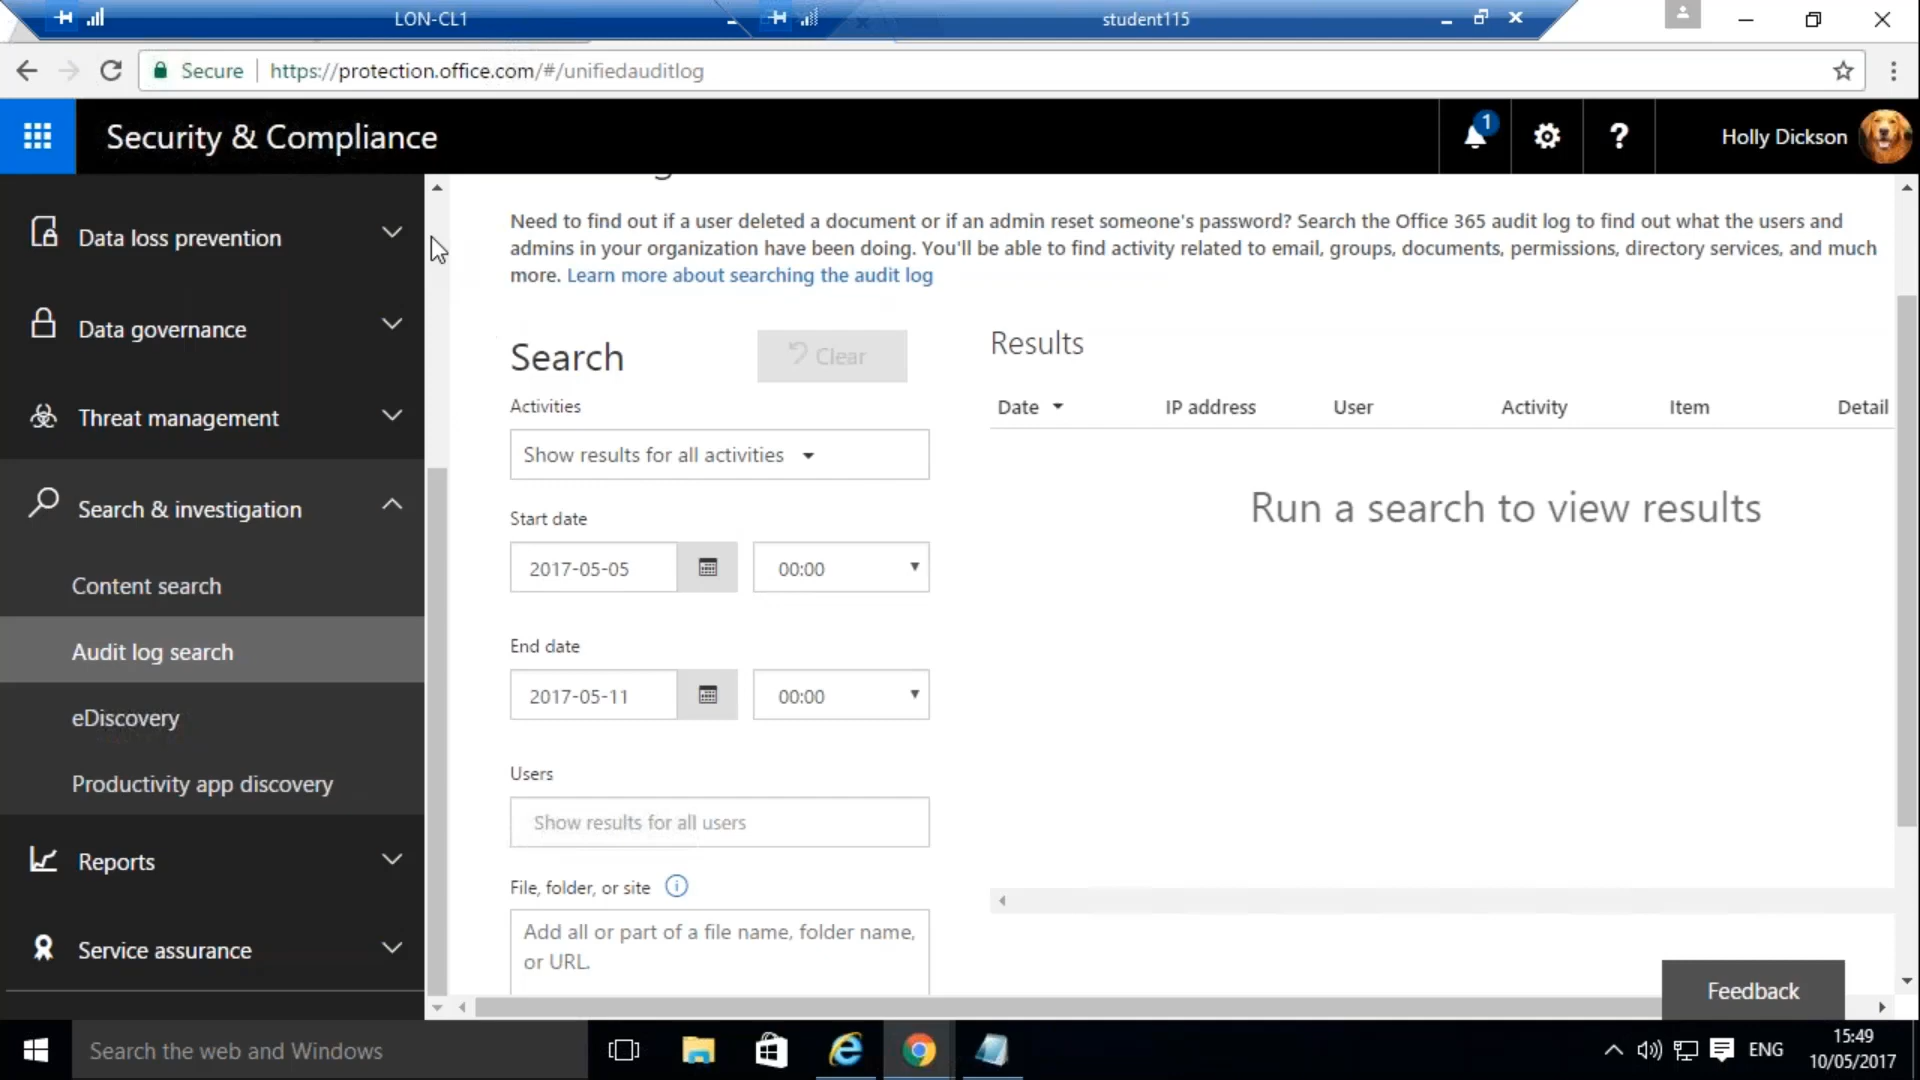 LON-CL1
student115
Secure
https://protection.office.com/#/unifiedauditlog
Security & Compliance
1
?
Holly Dickson
Data loss prevention
Data governance
Threat management
Search & investigation
Content search
Audit log search
eDiscovery
Productivity app discovery
Reports
Service assurance
Need to find out if a user deleted a document or if an admin reset someone's password? Search the Office 365 audit log to find out what the users and
admins in your organization have been doing. You'll be able to find activity related to email, groups, documents, permissions, directory services, and much
more. Learn more about searching the audit log
Search
Clear
Activities
Show results for all activities
Start date
2017-05-05
00:00
End date
2017-05-11
00:00
Users
Show results for all users
File, folder, or site
Add all or part of a file name, folder name,
or URL.
Results
Date
IP address
User
Activity
Item
Detail
Run a search to view results
Feedback
Search the web and Windows
ENG
15:49
10/05/2017